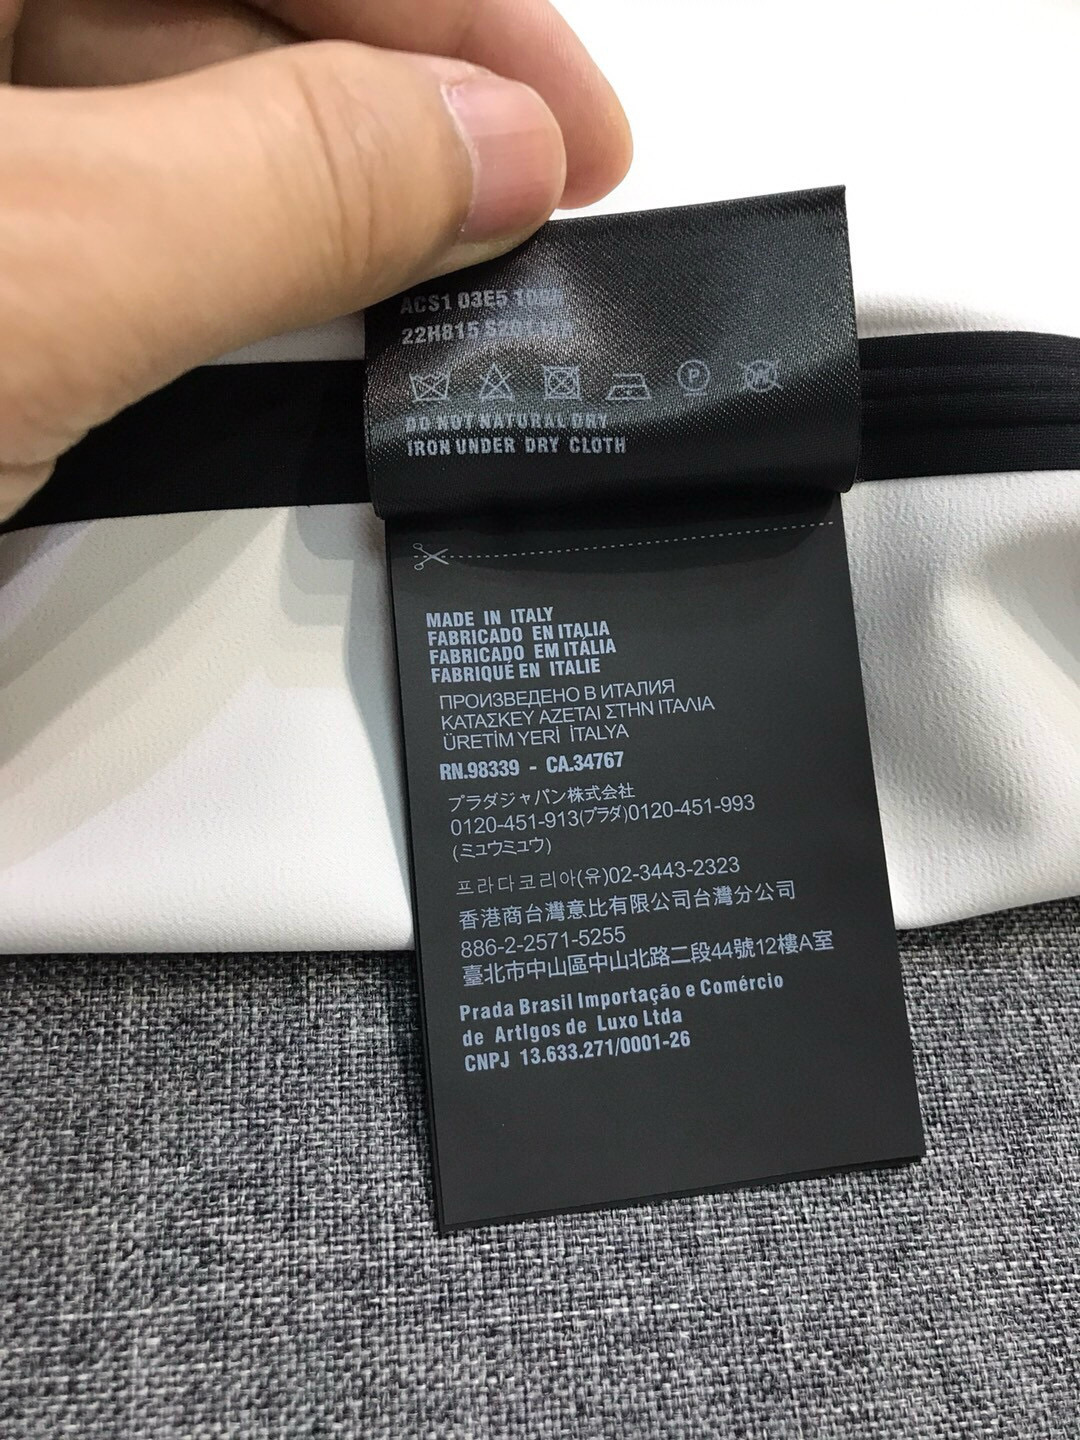 ACS1 03E5
22H815
DO NOT NATURAL DRY
IRON UNDER DRY CLOTH
MADE IN ITALY
FABRICADO EN ITALIA
FABRICADO EM ITÁLIA
FABRIQUÉ EN ITALIE
ПРОИЗВЕДЕНО В ИТАЛИЯ
ΚΑΤΑΣΚΕΥ ΑΖΕΤΑΙ ΣΤΗΝ ΙΤΑΛΙΑ
ÜRETİM YERİ İTALYA
RN.98339 - CA.34767
プラダジャパン株式会社
0120-451-913(プラダ)0120-451-993
(ミュウミュウ)
프라다코리아(유)02-3443-2323
香港商台灣意比有限公司台灣分公司
886-2-2571-5255
臺北市中山區中山北路二段44號12樓A室
Prada Brasil Importação e Comércio
de Artlgos de Luxo Ltda
CNPJ 13.633.271/0001-26